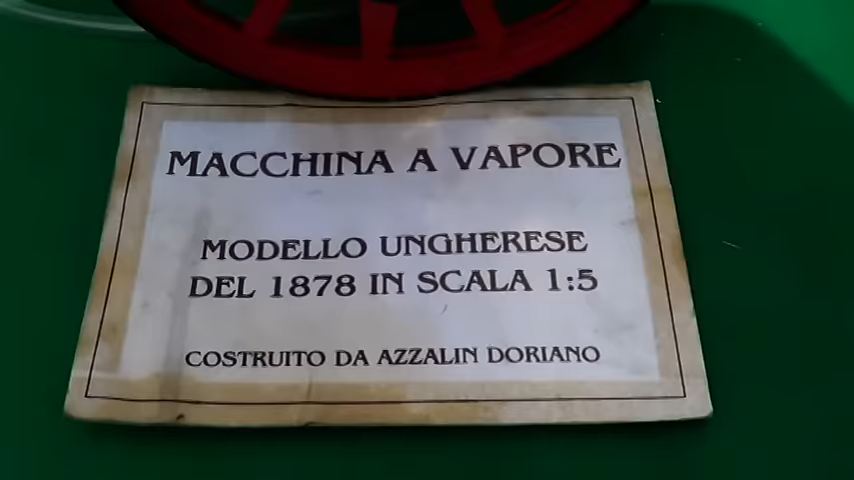 MACCHINA A VAPORE
MODELLO UNGHERESE
DEL 1878 IN SCALA 1:5
COSTRUITO DA AZZALIN DORIANO